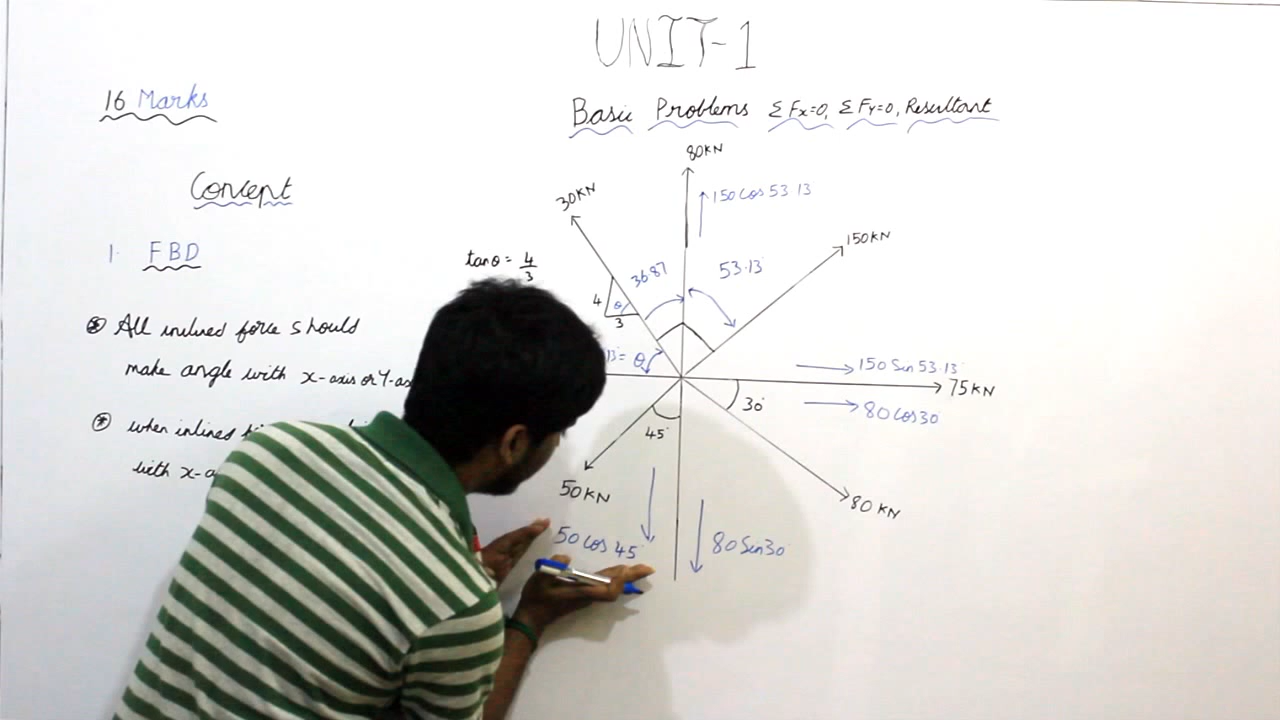 UNIT-1
16 Marks
Basic Problems ΣFx=0, ΣFy=0, Resultant
80KN
Concept
30KN
150 Cos 53.13
150KN
1. FBD
tanθ = 4/3
36.87
53.13°
4
θ
3
All inclined force should
make angle with x-axis or Y-
13° = θ
150 Sin 53.13°
75KN
30°
80 cos30°
when
45°
with x-
50KN
80 KN
50 cos 45°
80 Sin30°